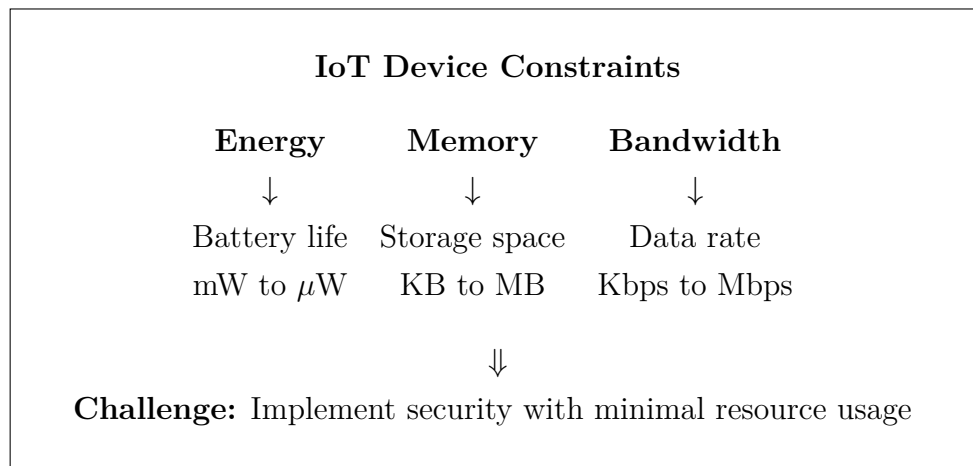 IoT Device Constraints
Energy Memory Bandwidth
↓ ↓ ↓
Battery life Storage space Data rate
mW to μW KB to MB Kbps to Mbps
⇓
Challenge: Implement security with minimal resource usage